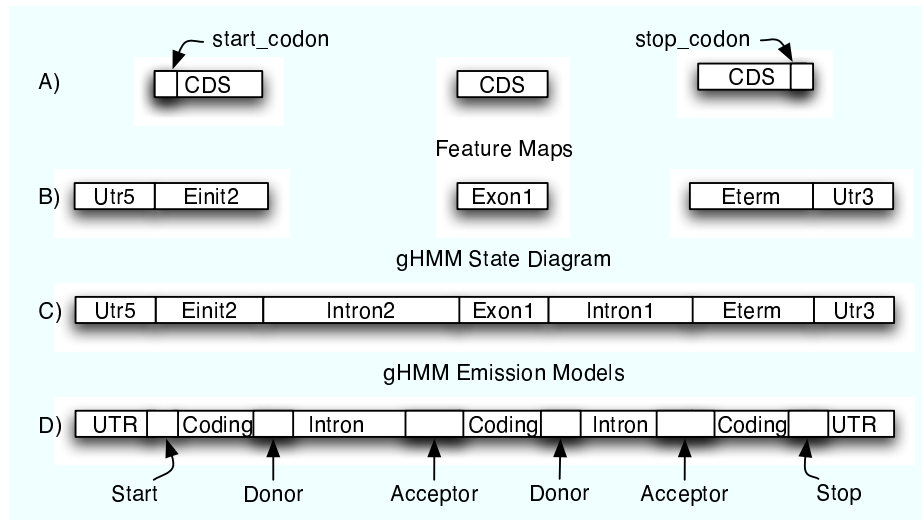 start_codon stop_codon
A) CDS CDS CDS
Feature Maps
B) Utr5 Einit2 Exon1 Eterm Utr3
gHMM State Diagram
C) Utr5 Einit2 Intron2 Exon1 Intron1 Eterm Utr3
gHMM Emission Models
D) UTR Coding Intron Coding Intron Coding UTR
Start Donor Acceptor Donor Acceptor Stop